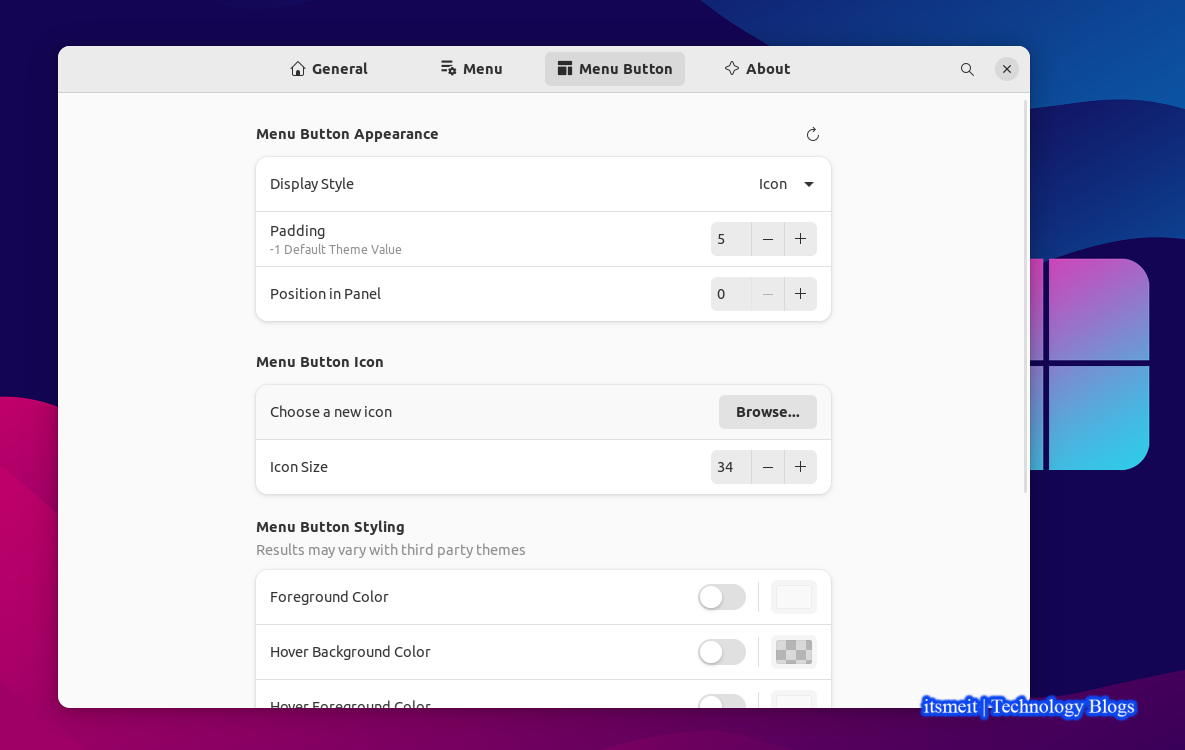 General
Menu
Menu Button
About
Menu Button Appearance
Display Style
Icon
Padding
-1 Default Theme Value
5
Position in Panel
0
Menu Button Icon
Choose a new icon
Browse...
Icon Size
34
Menu Button Styling
Results may vary with third party themes
Foreground Color
Hover Background Color
Hover Foreground Color
itsmeit | Technology Blogs